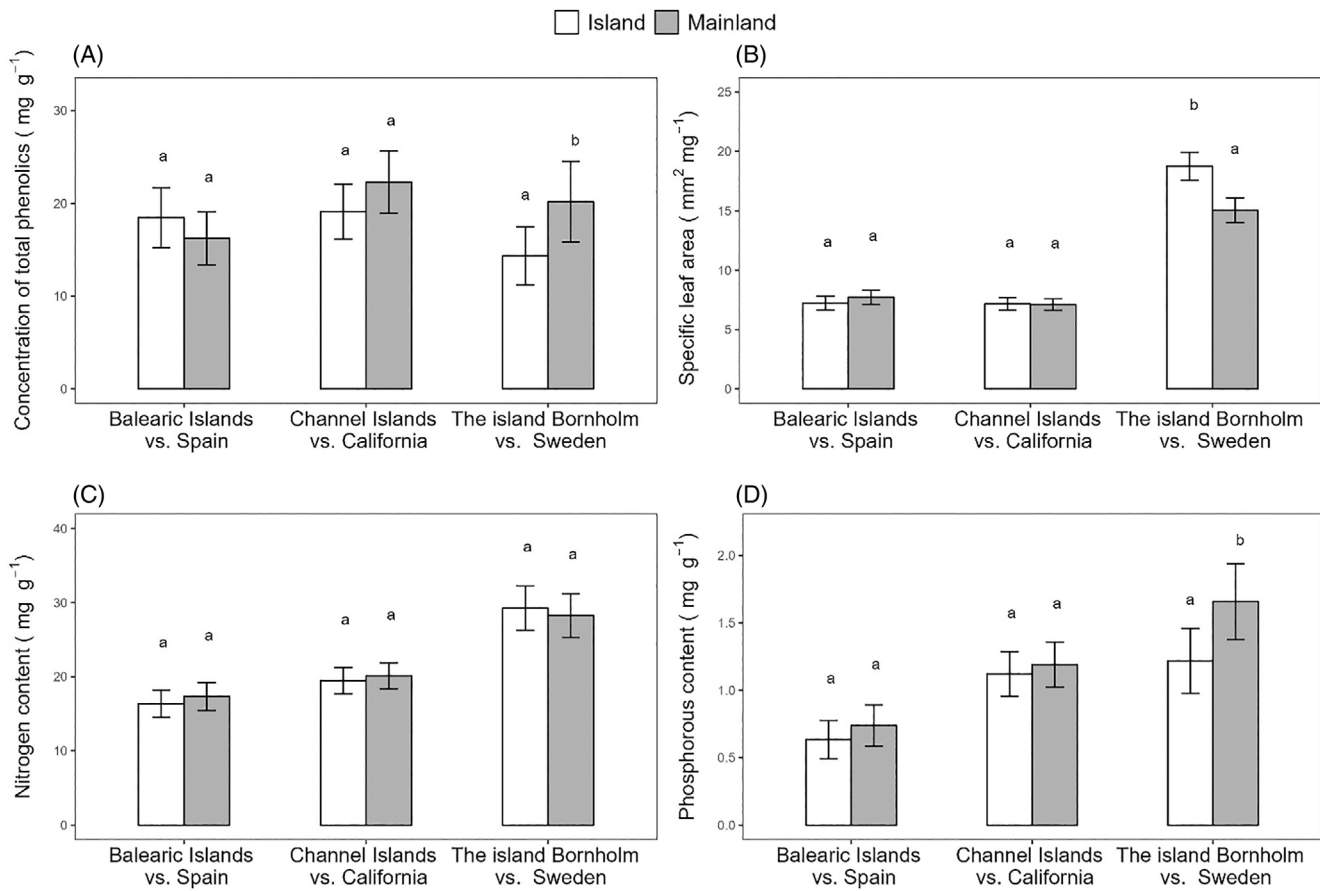 Island Mainland
(A)
Concentration of total phenolics ( mg g⁻¹)
30
20
10
0
a a a a a b
Balearic Islands vs. Spain
Channel Islands vs. California
The island Bornholm vs. Sweden
(B)
Specific leaf area ( mm² mg⁻¹)
25
20
15
10
5
0
a a a a b a
Balearic Islands vs. Spain
Channel Islands vs. California
The island Bornholm vs. Sweden
(C)
Nitrogen content ( mg g⁻¹)
40
30
20
10
0
a a a a a a
Balearic Islands vs. Spain
Channel Islands vs. California
The island Bornholm vs. Sweden
(D)
Phosphorous content ( mg g⁻¹)
2.0
1.5
1.0
0.5
0.0
a a a a a b
Balearic Islands vs. Spain
Channel Islands vs. California
The island Bornholm vs. Sweden